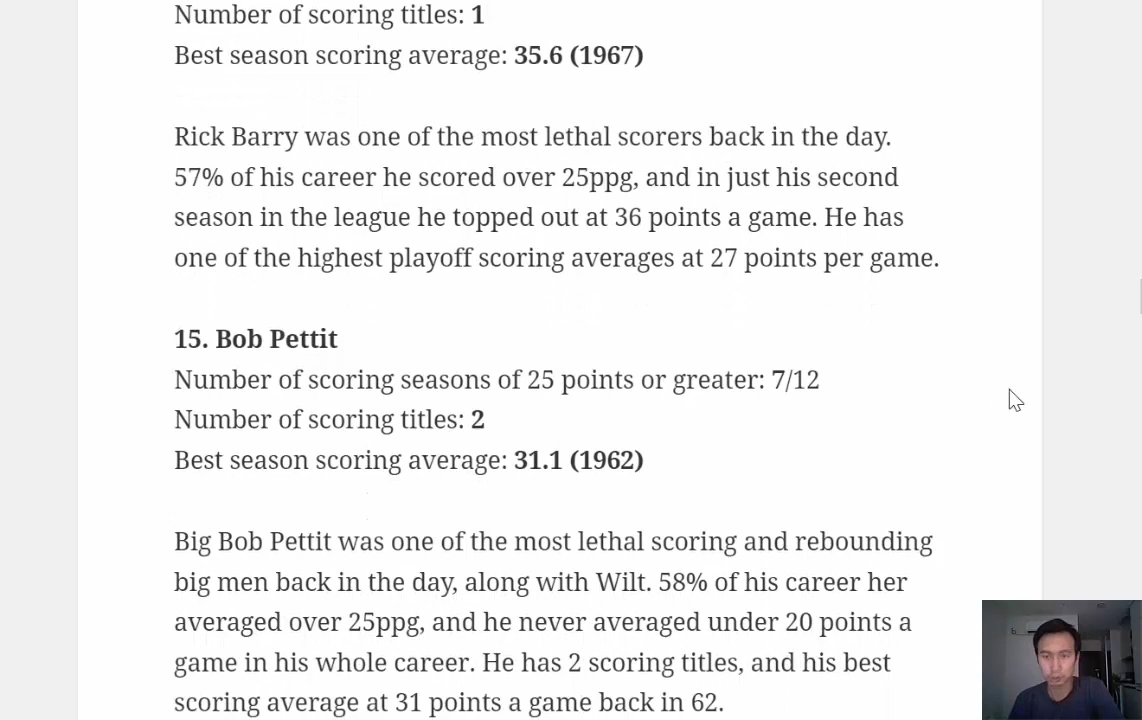 Number of scoring titles: 1
Best season scoring average: 35.6 (1967)
Rick Barry was one of the most lethal scorers back in the day.
57% of his career he scored over 25ppg, and in just his second
season in the league he topped out at 36 points a game. He has
one of the highest playoff scoring averages at 27 points per game.
15. Bob Pettit
Number of scoring seasons of 25 points or greater: 7/12
Number of scoring titles: 2
Best season scoring average: 31.1 (1962)
Big Bob Pettit was one of the most lethal scoring and rebounding
big men back in the day, along with Wilt. 58% of his career her
averaged over 25ppg, and he never averaged under 20 points a
game in his whole career. He has 2 scoring titles, and his best
scoring average at 31 points a game back in 62.